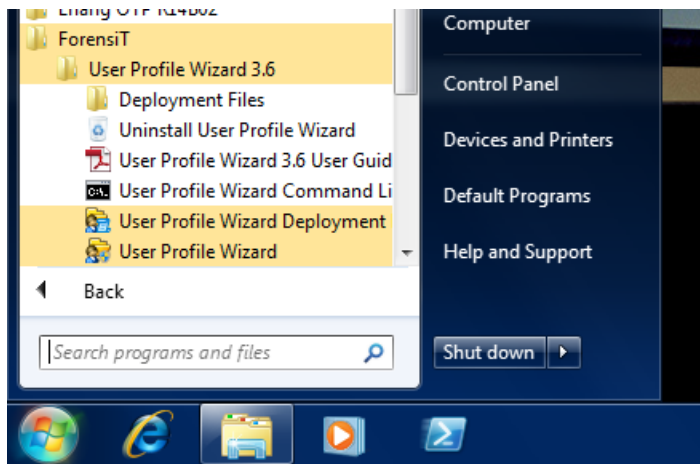 ForensiT
User Profile Wizard 3.6
Deployment Files
Uninstall User Profile Wizard
User Profile Wizard 3.6 User Guid
User Profile Wizard Command Li
User Profile Wizard Deployment
User Profile Wizard
Back
Search programs and files
Computer
Control Panel
Devices and Printers
Default Programs
Help and Support
Shut down